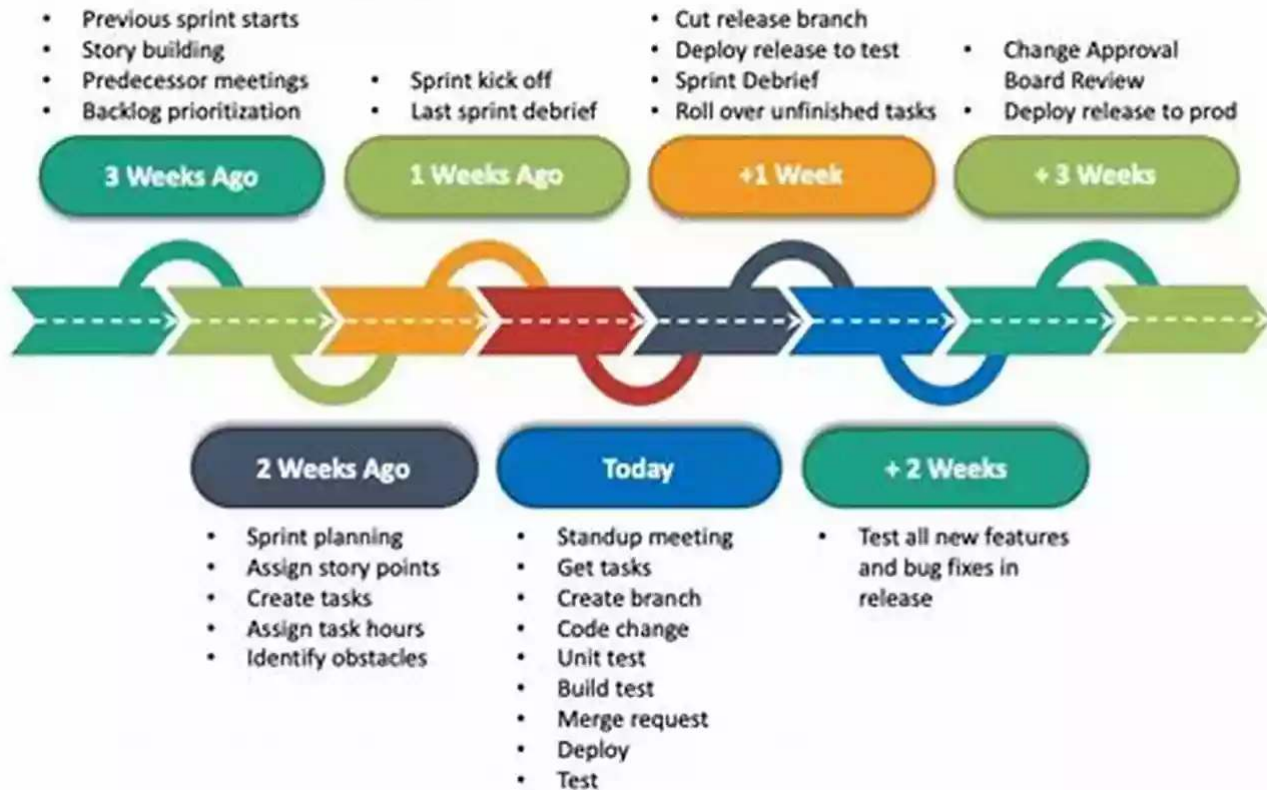 • Previous sprint starts
• Story building
• Predecessor meetings
• Backlog prioritization
3 Weeks Ago
• Sprint kick off
• Last sprint debrief
1 Weeks Ago
• Cut release branch
• Deploy release to test
• Sprint Debrief
• Roll over unfinished tasks
+1 Week
• Change Approval
Board Review
• Deploy release to prod
+ 3 Weeks
2 Weeks Ago
• Sprint planning
• Assign story points
• Create tasks
• Assign task hours
• Identify obstacles
Today
• Standup meeting
• Get tasks
• Create branch
• Code change
• Unit test
• Build test
• Merge request
• Deploy
• Test
+ 2 Weeks
• Test all new features
and bug fixes in
release